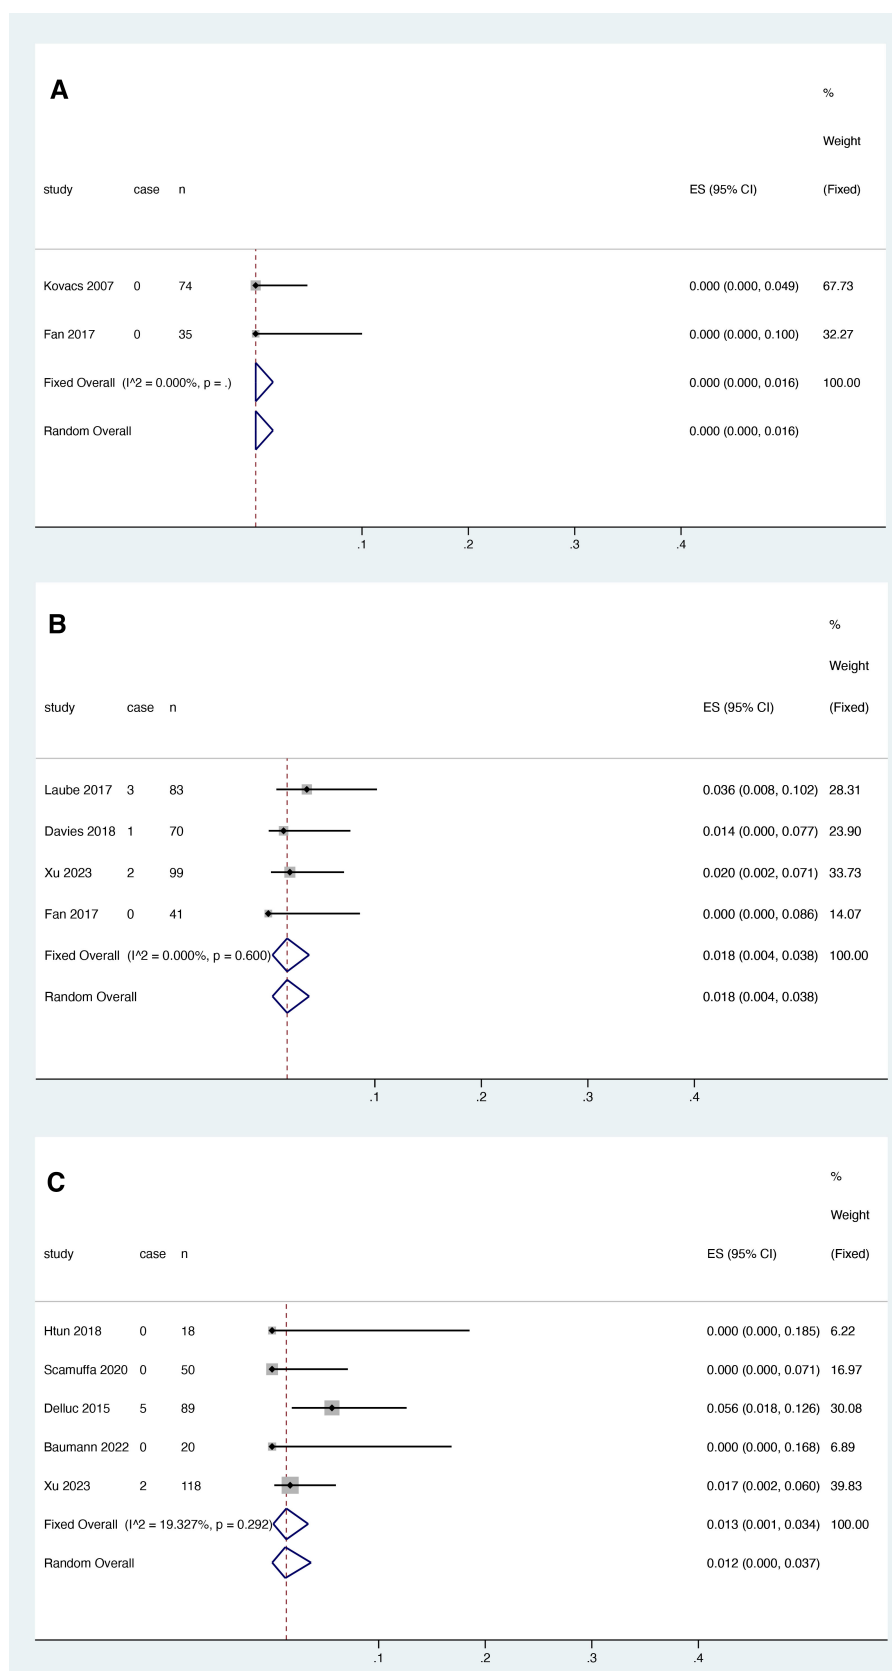 A
%
Weight
study case n ES (95% CI) (Fixed)
Kovacs 2007 0 74 0.000 (0.000, 0.049) 67.73
Fan 2017 0 35 0.000 (0.000, 0.100) 32.27
Fixed Overall (I^2 = 0.000%, p = .) 0.000 (0.000, 0.016) 100.00
Random Overall 0.000 (0.000, 0.016)
.1 .2 .3 .4
B
%
Weight
study case n ES (95% CI) (Fixed)
Laube 2017 3 83 0.036 (0.008, 0.102) 28.31
Davies 2018 1 70 0.014 (0.000, 0.077) 23.90
Xu 2023 2 99 0.020 (0.002, 0.071) 33.73
Fan 2017 0 41 0.000 (0.000, 0.086) 14.07
Fixed Overall (I^2 = 0.000%, p = 0.600) 0.018 (0.004, 0.038) 100.00
Random Overall 0.018 (0.004, 0.038)
.1 .2 .3 .4
C
%
Weight
study case n ES (95% CI) (Fixed)
Htun 2018 0 18 0.000 (0.000, 0.185) 6.22
Scamuffa 2020 0 50 0.000 (0.000, 0.071) 16.97
Delluc 2015 5 89 0.056 (0.018, 0.126) 30.08
Baumann 2022 0 20 0.000 (0.000, 0.168) 6.89
Xu 2023 2 118 0.017 (0.002, 0.060) 39.83
Fixed Overall (I^2 = 19.327%, p = 0.292) 0.013 (0.001, 0.034) 100.00
Random Overall 0.012 (0.000, 0.037)
.1 .2 .3 .4